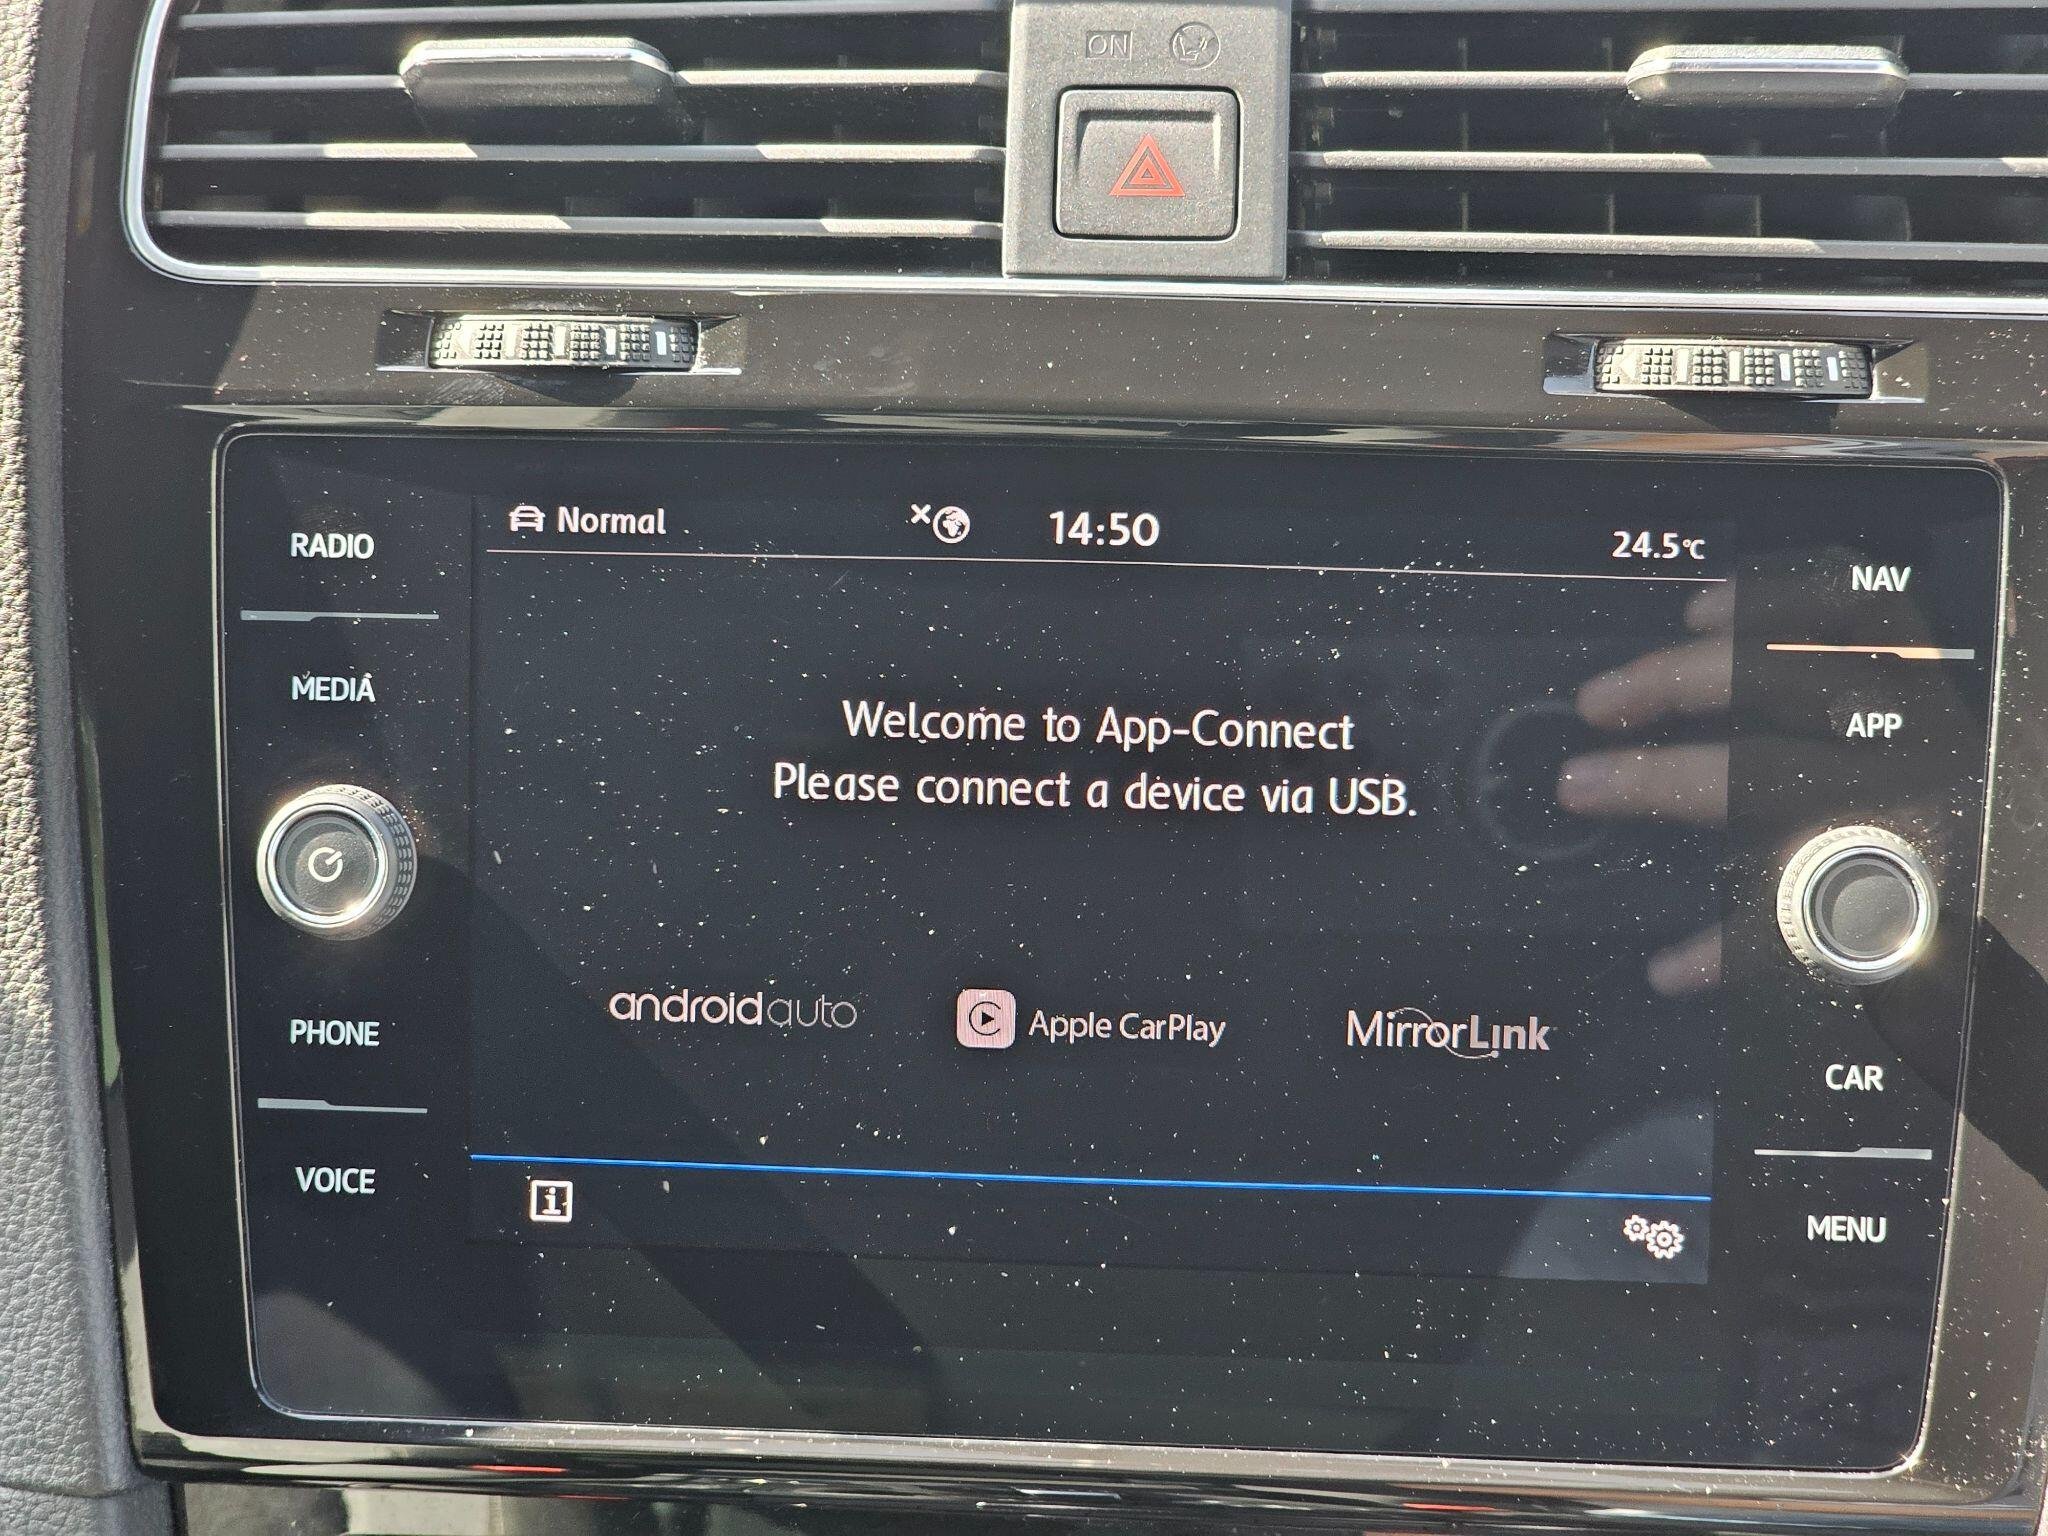 ON
RADIO
Normal
14:50
24.5°C
NAV
MEDIA
Welcome to App-Connect
Please connect a device via USB.
APP
androidauto
Apple CarPlay
MirrorLink
PHONE
CAR
VOICE
i
MENU